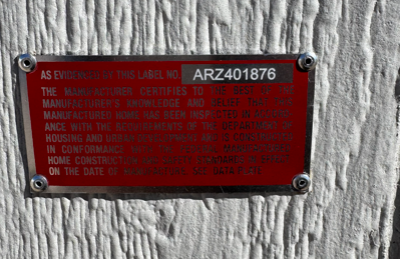 AS EVIDENCED BY THIS LABEL NO. ARZ401876
THE MANUFACTURER CERTIFIES TO THE BEST OF THE
MANUFACTURER'S KNOWLEDGE AND BELIEF THAT THIS
MANUFACTURED HOME HAS BEEN INSPECTED IN ACCORD-
ANCE WITH THE REQUIREMENTS OF THE DEPARTMENT OF
HOUSING AND URBAN DEVELOPMENT AND IS CONSTRUCTED
IN CONFORMANCE WITH THE FEDERAL MANUFACTURED
HOME CONSTRUCTION AND SAFETY STANDARDS IN EFFECT
ON THE DATE OF MANUFACTURE. SEE DATA PLATE.